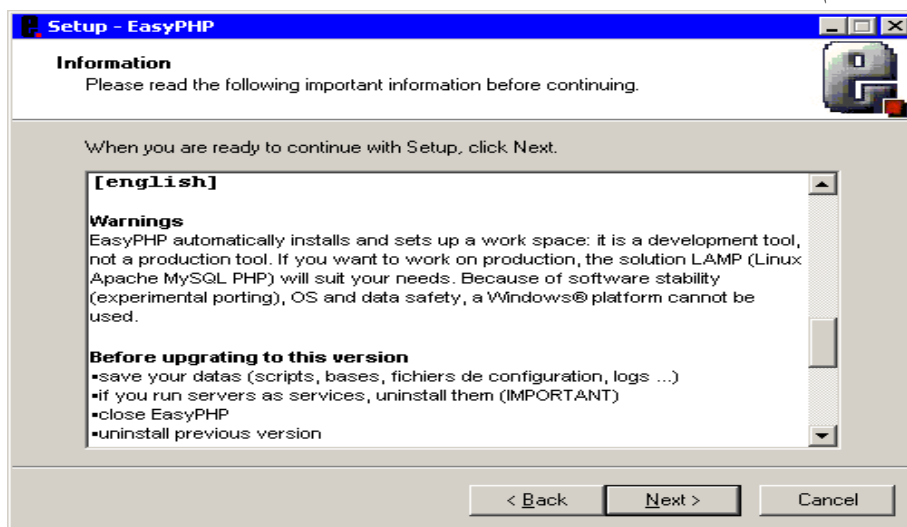 Setup - EasyPHP
Information
Please read the following important information before continuing.
When you are ready to continue with Setup, click Next.
[english]
Warnings
EasyPHP automatically installs and sets up a work space: it is a development tool,
not a production tool. If you want to work on production, the solution LAMP (Linux
Apache MySQL PHP) will suit your needs. Because of software stability
(experimental porting), OS and data safety, a Windows® platform cannot be
used.
Before upgrating to this version
▪save your datas (scripts, bases, fichiers de configuration, logs ...)
▪if you run servers as services, uninstall them (IMPORTANT)
▪close EasyPHP
▪uninstall previous version
< Back Next > Cancel